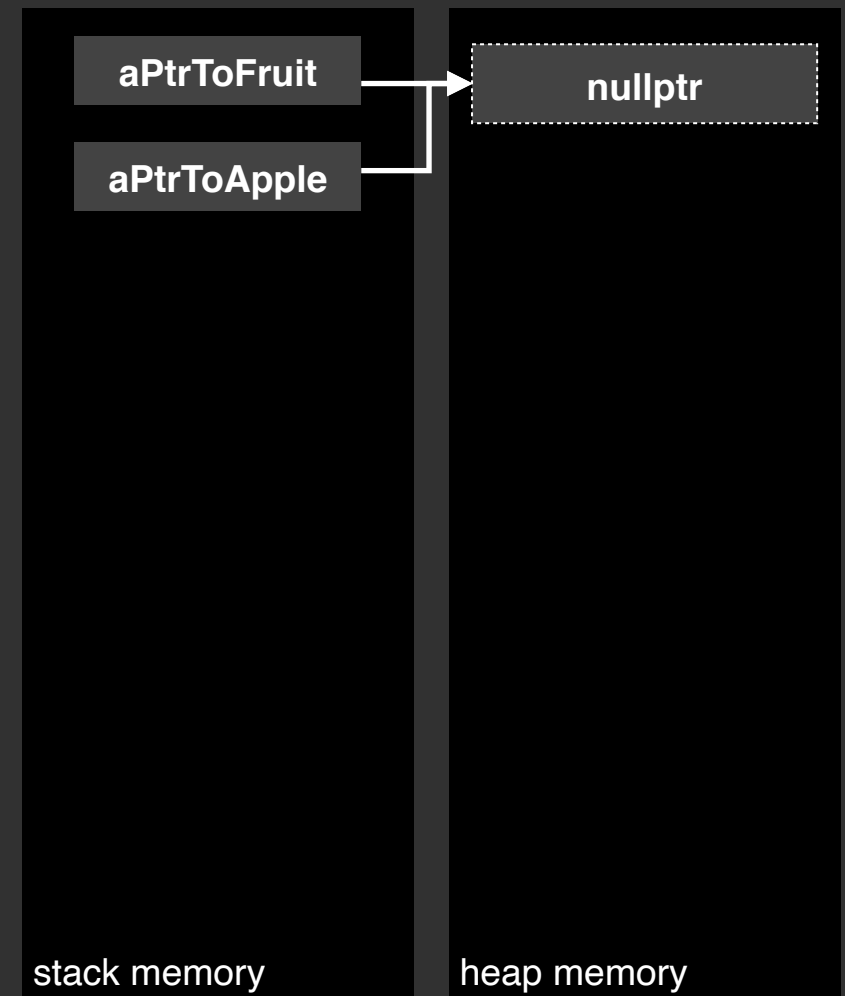 aPtrToFruit
nullptr
aPtrToApple
stack memory
heap memory